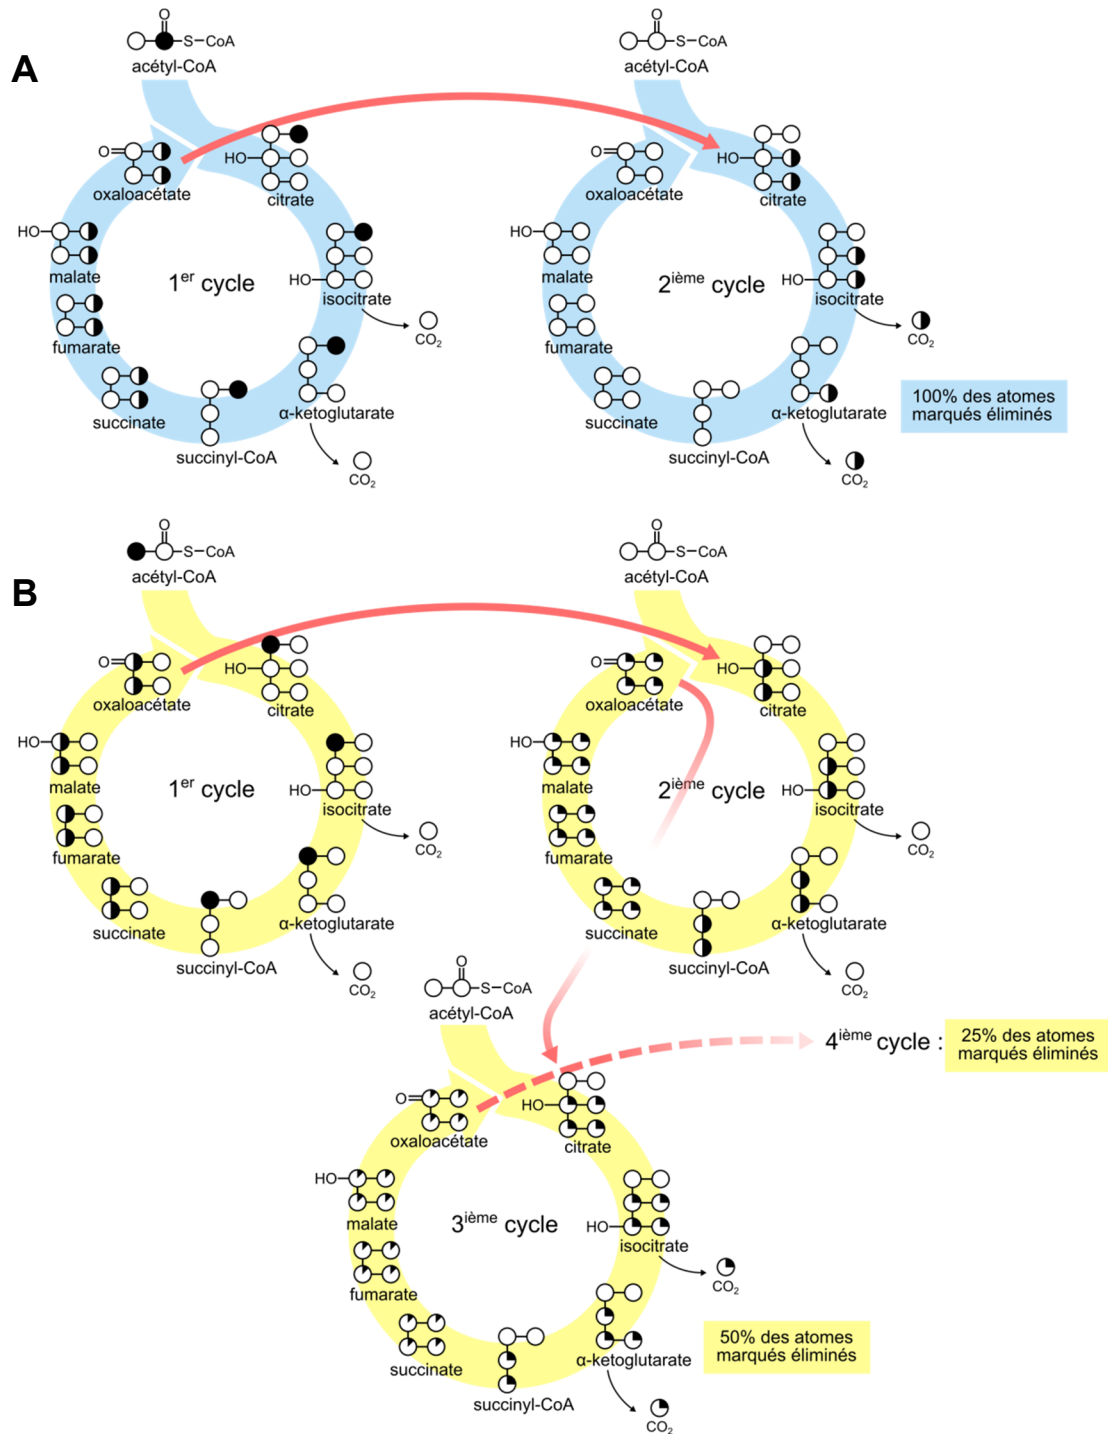 A
O
S–CoA
acétyl-CoA
O
oxaloacétate
HO
citrate
HO
malate
1er cycle
HO
isocitrate
CO2
fumarate
succinate
α-ketoglutarate
succinyl-CoA
CO2
O
S–CoA
acétyl-CoA
O
oxaloacétate
HO
citrate
HO
malate
2ième cycle
HO
isocitrate
CO2
fumarate
succinate
α-ketoglutarate
succinyl-CoA
CO2
100% des atomes
marqués éliminés
B
O
S–CoA
acétyl-CoA
O
oxaloacétate
HO
citrate
HO
malate
1er cycle
HO
isocitrate
CO2
fumarate
succinate
α-ketoglutarate
succinyl-CoA
CO2
O
S–CoA
acétyl-CoA
O
oxaloacétate
HO
citrate
HO
malate
2ième cycle
HO
isocitrate
CO2
fumarate
succinate
α-ketoglutarate
succinyl-CoA
CO2
O
S–CoA
acétyl-CoA
4ième cycle :
25% des atomes
marqués éliminés
O
oxaloacétate
HO
citrate
HO
malate
3ième cycle
HO
isocitrate
CO2
fumarate
succinate
α-ketoglutarate
succinyl-CoA
CO2
50% des atomes
marqués éliminés